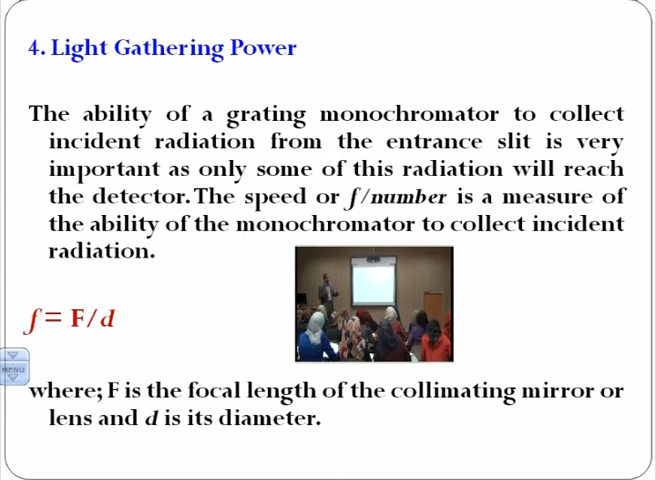 4. Light Gathering Power
The ability of a grating monochromator to collect
incident radiation from the entrance slit is very
important as only some of this radiation will reach
the detector. The speed or f/number is a measure of
the ability of the monochromator to collect incident
radiation.
f = F/d
MENU
where; F is the focal length of the collimating mirror or
lens and d is its diameter.